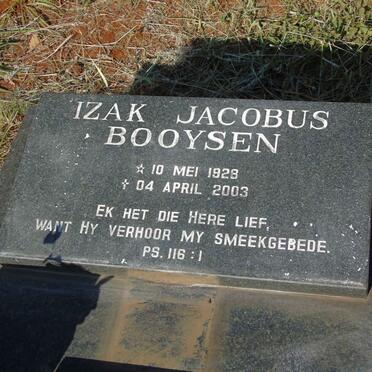 IZAK JACOBUS
BOOYSEN
☆ 10 MEI 1928
✝ 04 APRIL 2003
EK HET DIE HERE LIEF,
WANT HY VERHOOR MY SMEEKGEBEDE.
PS. 116:1